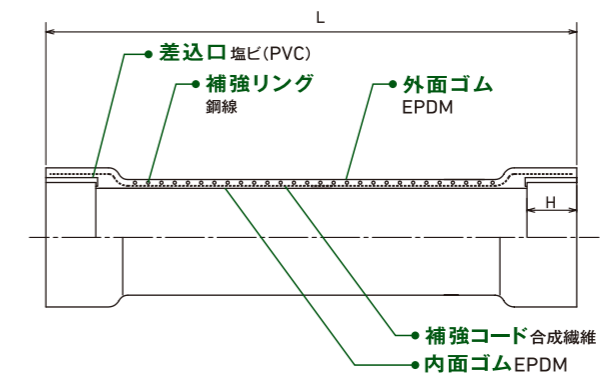 L
差込口 塩ビ(PVC)
補強リング
鋼線
外面ゴム
EPDM
H
補強コード 合成繊維
内面ゴム EPDM